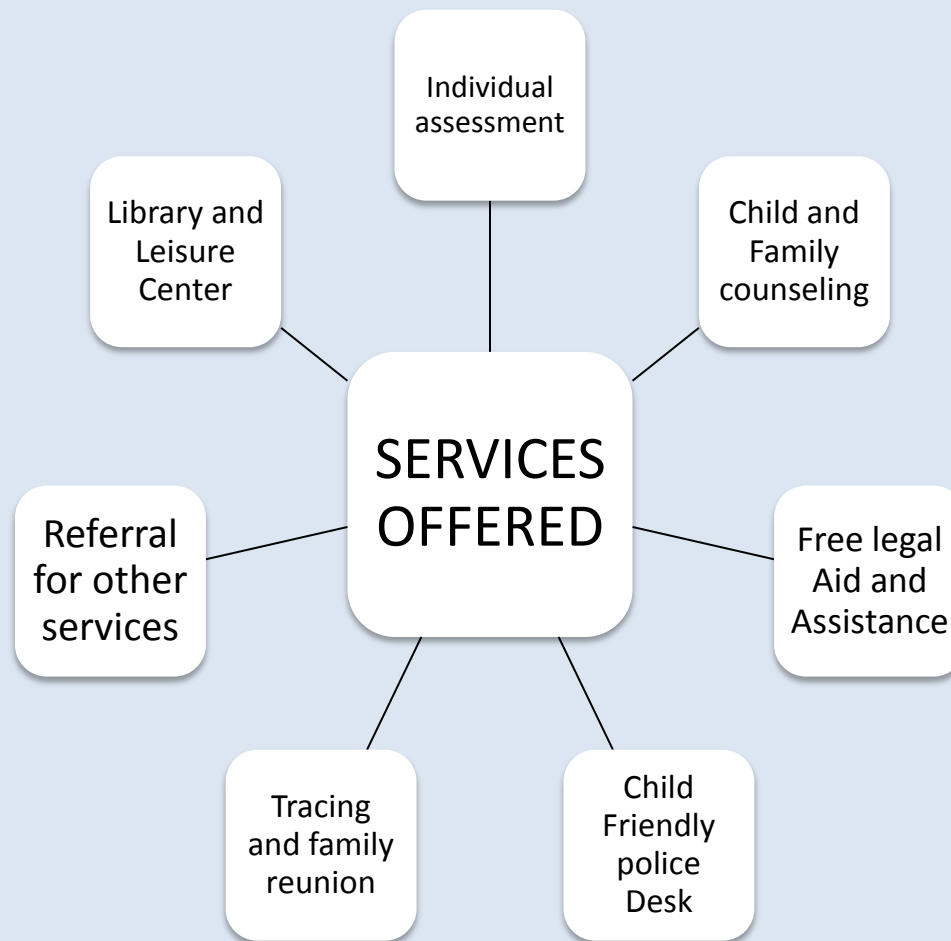 Individual
assessment
Library and
Leisure
Center
Child and
Family
counseling
SERVICES
OFFERED
Referral
for other
services
Free legal
Aid and
Assistance
Tracing
and family
reunion
Child
Friendly
police
Desk